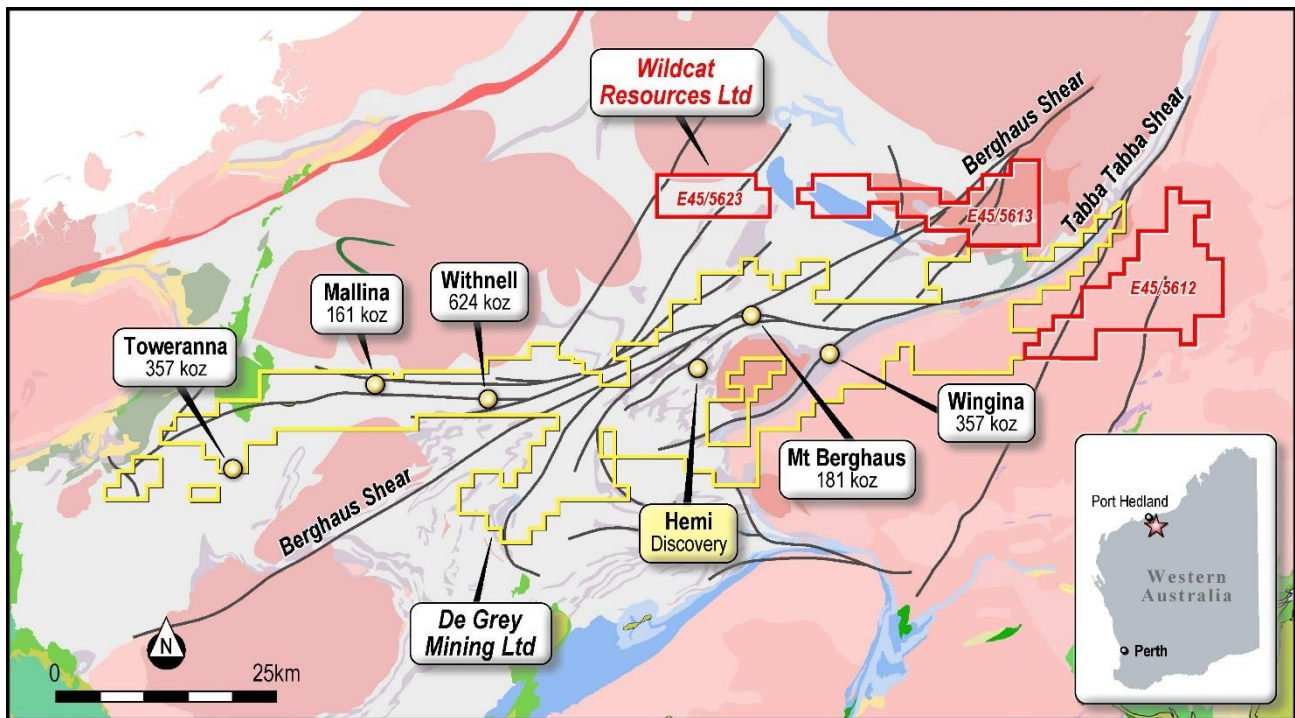 Wildcat
Resources Ltd
Berghaus Shear
Tabba Tabba Shear
E45/5623
E45/5613
E45/5612
Withnell
624 koz
Mallina
161 koz
Toweranna
357 koz
Wingina
357 koz
Mt Berghaus
181 koz
Hemi
Discovery
Berghaus Shear
De Grey
Mining Ltd
N
0
25km
Port Hedland
Western
Australia
Perth